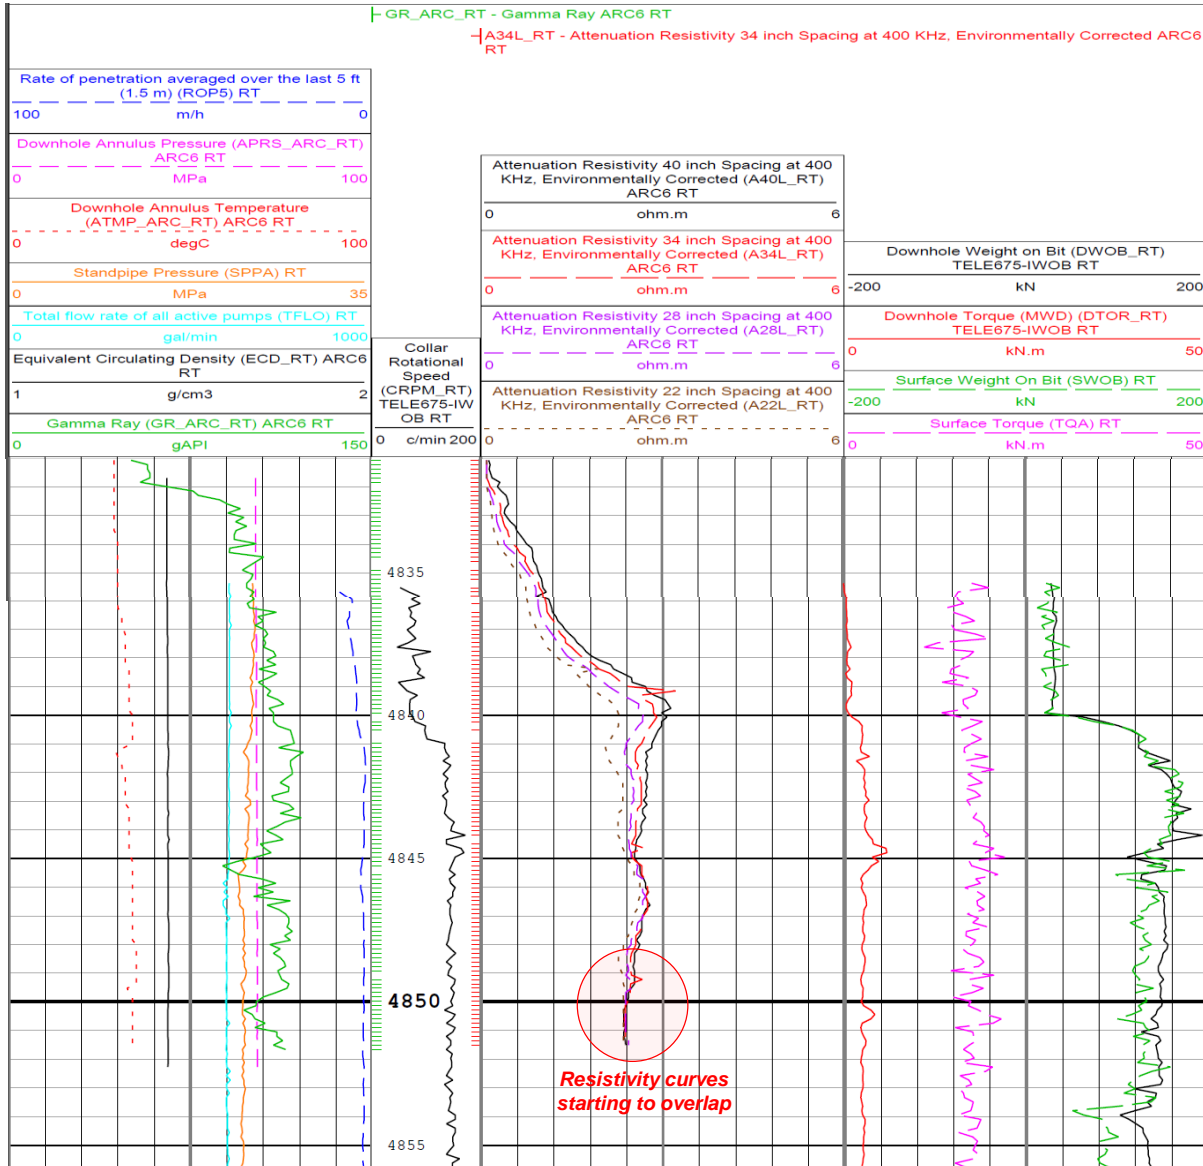 GR_ARC_RT - Gamma Ray ARC6 RT
A34L_RT - Attenuation Resistivity 34 inch Spacing at 400 KHz, Environmentally Corrected ARC6
RT
Rate of penetration averaged over the last 5 ft
(1.5 m) (ROP5) RT
100 m/h 0
Downhole Annulus Pressure (APRS_ARC_RT)
ARC6 RT
0 MPa 100
Downhole Annulus Temperature
(ATMP_ARC_RT) ARC6 RT
0 degC 100
Standpipe Pressure (SPPA) RT
0 MPa 35
Total flow rate of all active pumps (TFLO) RT
0 gal/min 1000
Equivalent Circulating Density (ECD_RT) ARC6
RT
1 g/cm3 2
Gamma Ray (GR_ARC_RT) ARC6 RT
0 gAPI 150
Collar
Rotational
Speed
(CRPM_RT)
TELE675-IW
OB RT
0 c/min 200
Attenuation Resistivity 40 inch Spacing at 400
KHz, Environmentally Corrected (A40L_RT)
ARC6 RT
0 ohm.m 6
Attenuation Resistivity 34 inch Spacing at 400
KHz, Environmentally Corrected (A34L_RT)
ARC6 RT
0 ohm.m 6
Attenuation Resistivity 28 inch Spacing at 400
KHz, Environmentally Corrected (A28L_RT)
ARC6 RT
0 ohm.m 6
Attenuation Resistivity 22 inch Spacing at 400
KHz, Environmentally Corrected (A22L_RT)
ARC6 RT
0 ohm.m 6
Downhole Weight on Bit (DWOB_RT)
TELE675-IWOB RT
-200 kN 200
Downhole Torque (MWD) (DTOR_RT)
TELE675-IWOB RT
0 kN.m 50
Surface Weight On Bit (SWOB) RT
-200 kN 200
Surface Torque (TQA) RT
0 kN.m 50
4835
4840
4845
4850
Resistivity curves
starting to overlap
4855